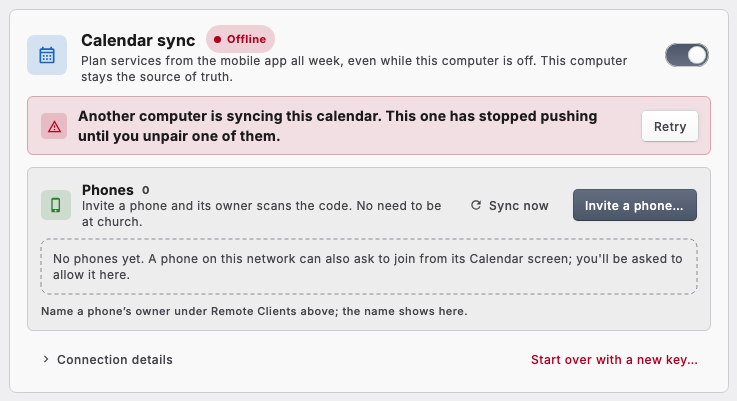 Calendar sync
Offline
Plan services from the mobile app all week, even while this computer is off. This computer
stays the source of truth.
Another computer is syncing this calendar. This one has stopped pushing
until you unpair one of them.
Retry
Phones 0
Invite a phone and its owner scans the code. No need to be
at church.
Sync now
Invite a phone...
No phones yet. A phone on this network can also ask to join from its Calendar screen; you'll be asked to
allow it here.
Name a phone’s owner under Remote Clients above; the name shows here.
Connection details
Start over with a new key...